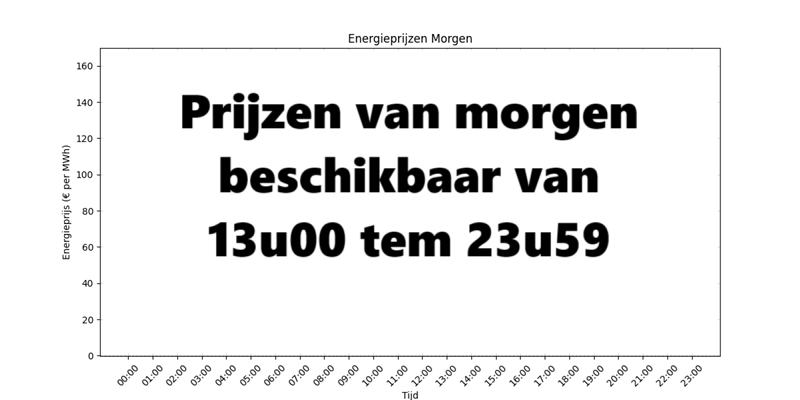 Energieprijzen Morgen
160
140
120
100
80
60
40
20
0
Energieprijs (€ per MWh)
Prijzen van morgen
beschikbaar van
13u00 tem 23u59
00:00 01:00 02:00 03:00 04:00 05:00 06:00 07:00 08:00 09:00 10:00 11:00 12:00 13:00 14:00 15:00 16:00 17:00 18:00 19:00 20:00 21:00 22:00 23:00
Tijd